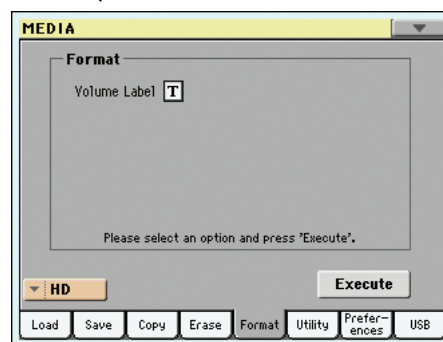 MEDIA
Format
Volume Label T
Please select an option and press 'Execute'.
HD
Execute
Load Save Copy Erase Format Utility Prefer-
ences USB